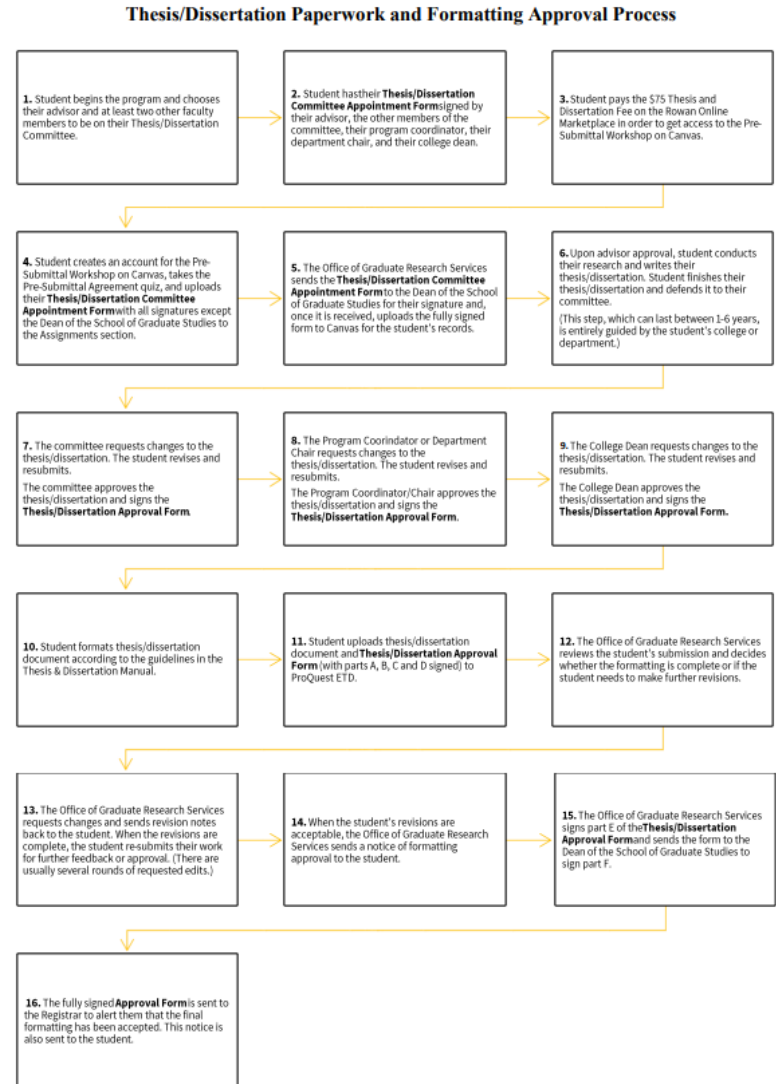 Thesis/Dissertation Paperwork and Formatting Approval Process
1. Student begins the program and chooses
their advisor and at least two other faculty
members to be on their Thesis/Dissertation
Committee.
2. Student hastheir Thesis/Dissertation
Committee Appointment Formsigned by
their advisor, the other members of the
committee, their program coordinator, their
department chair, and their college dean.
3. Student pays the $75 Thesis and
Dissertation Fee on the Rowan Online
Marketplace in order to get access to the Pre-
Submittal Workshop on Canvas.
4. Student creates an account for the Pre-
Submittal Workshop on Canvas, takes the
Pre-Submittal Agreement quiz, and uploads
their Thesis/Dissertation Committee
Appointment Formwith all signatures except
the Dean of the School of Graduate Studies to
the Assignments section.
5. The Office of Graduate Research Services
sends the Thesis/Dissertation Committee
Appointment Form to the Dean of the School
of Graduate Studies for their signature and,
once it is received, uploads the fully signed
form to Canvas for the student's records.
6. Upon advisor approval, student conducts
their research and writes their
thesis/dissertation. Student finishes their
thesis/dissertation and defends it to their
committee.
(This step, which can last between 1-6 years,
is entirely guided by the student's college or
department.)
7. The committee requests changes to the
thesis/dissertation. The student revises and
resubmits.
The committee approves the
thesis/dissertation and signs the
Thesis/Dissertation Approval Form.
8. The Program Coorindator or Department
Chair requests changes to the
thesis/dissertation. The student revises and
resubmits.
The Program Coordinator/Chair approves the
thesis/dissertation and signs the
Thesis/Dissertation Approval Form.
9. The College Dean requests changes to the
thesis/dissertation. The student revises and
resubmits.
The College Dean approves the
thesis/dissertation and signs the
Thesis/Dissertation Approval Form.
10. Student formats thesis/dissertation
document according to the guidelines in the
Thesis & Dissertation Manual.
11. Student uploads thesis/dissertation
document and Thesis/Dissertation Approval
Form (with parts A, B, C and D signed) to
ProQuest ETD.
12. The Office of Graduate Research Services
reviews the student's submission and decides
whether the formatting is complete or if the
student needs to make further revisions.
13. The Office of Graduate Research Services
requests changes and sends revision notes
back to the student. When the revisions are
complete, the student re-submits their work
for further feedback or approval. (There are
usually several rounds of requested edits.)
14. When the student's revisions are
acceptable, the Office of Graduate Research
Services sends a notice of formatting
approval to the student.
15. The Office of Graduate Research Services
signs part E of theThesis/Dissertation
Approval Formand sends the form to the
Dean of the School of Graduate Studies to
sign part F.
16. The fully signed Approval Form is sent to
the Registrar to alert them that the final
formatting has been accepted. This notice is
also sent to the student.